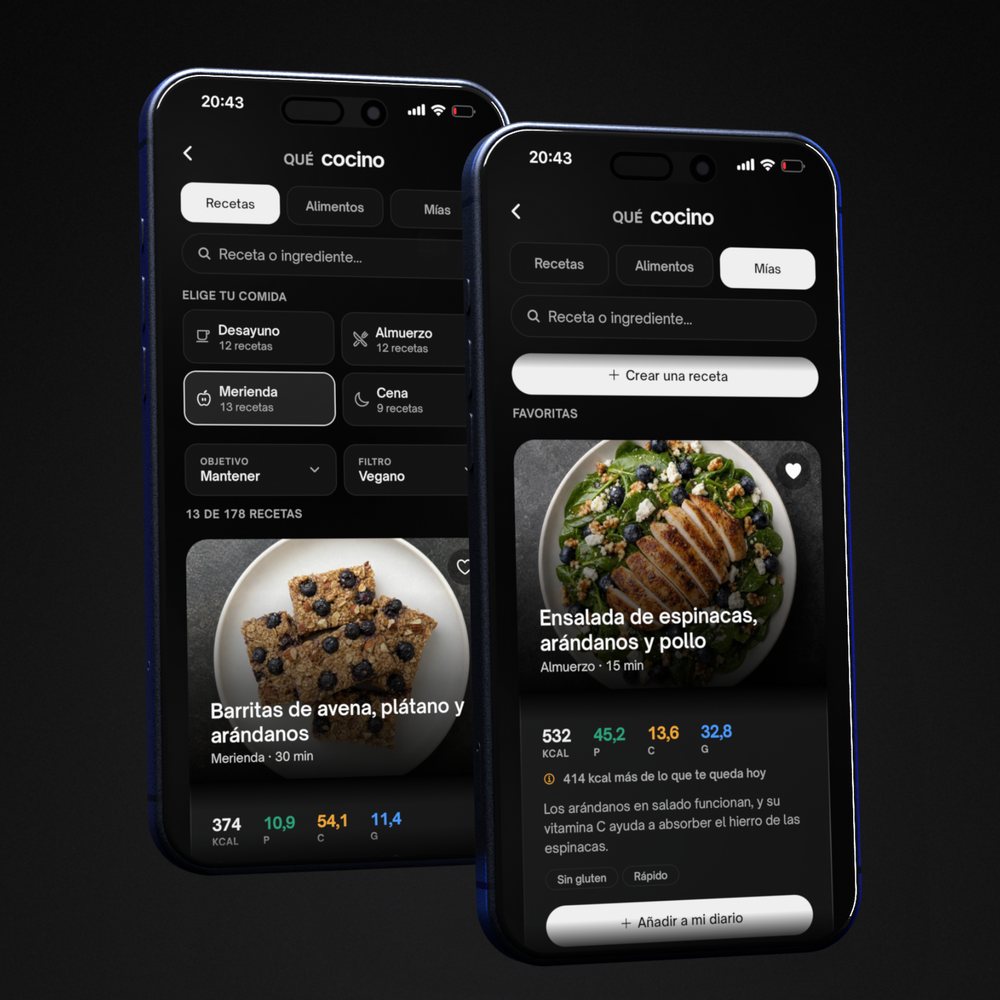 20:43
QUÉ cocino
Recetas
Alimentos
Mías
Receta o ingrediente...
ELIGE TU COMIDA
Desayuno
12 recetas
Almuerzo
12 recetas
Merienda
13 recetas
Cena
9 recetas
OBJETIVO
Mantener
FILTRO
Vegano
13 DE 178 RECETAS
Barritas de avena, plátano y
arándanos
Merienda · 30 min
374
KCAL
10,9
P
54,1
C
11,4
G
20:43
QUÉ cocino
Recetas
Alimentos
Mías
Receta o ingrediente...
+ Crear una receta
FAVORITAS
Ensalada de espinacas,
arándanos y pollo
Almuerzo · 15 min
532
KCAL
45,2
P
13,6
C
32,8
G
414 kcal más de lo que te queda hoy
Los arándanos en salado funcionan, y su
vitamina C ayuda a absorber el hierro de las
espinacas.
Sin gluten
Rápido
+ Añadir a mi diario